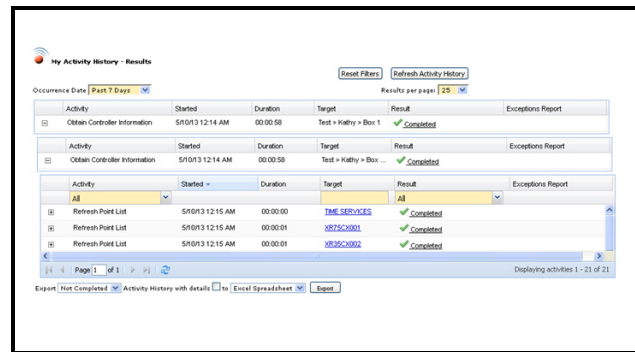 My Activity History - Results
Reset Filters Refresh Activity History
Occurrence Date Past 7 Days Results per page: 25
Activity Started Duration Target Result Exceptions Report
Obtain Controller Information 5/10/13 12:14 AM 00:00:58 Test > Kathy > Box 1 Completed
Activity Started Duration Target Result Exceptions Report
Obtain Controller Information 5/10/13 12:14 AM 00:00:58 Test > Kathy > Box ... Completed
Activity Started Duration Target Result Exceptions Report
All All
Refresh Point List 5/10/13 12:15 AM 00:00:00 TIME SERVICES Completed
Refresh Point List 5/10/13 12:15 AM 00:00:01 XR75CX001 Completed
Refresh Point List 5/10/13 12:15 AM 00:00:01 XR35CX002 Completed
Page 1 of 1 Displaying activities 1 - 21 of 21
Export Not Completed Activity History with details to Excel Spreadsheet Export